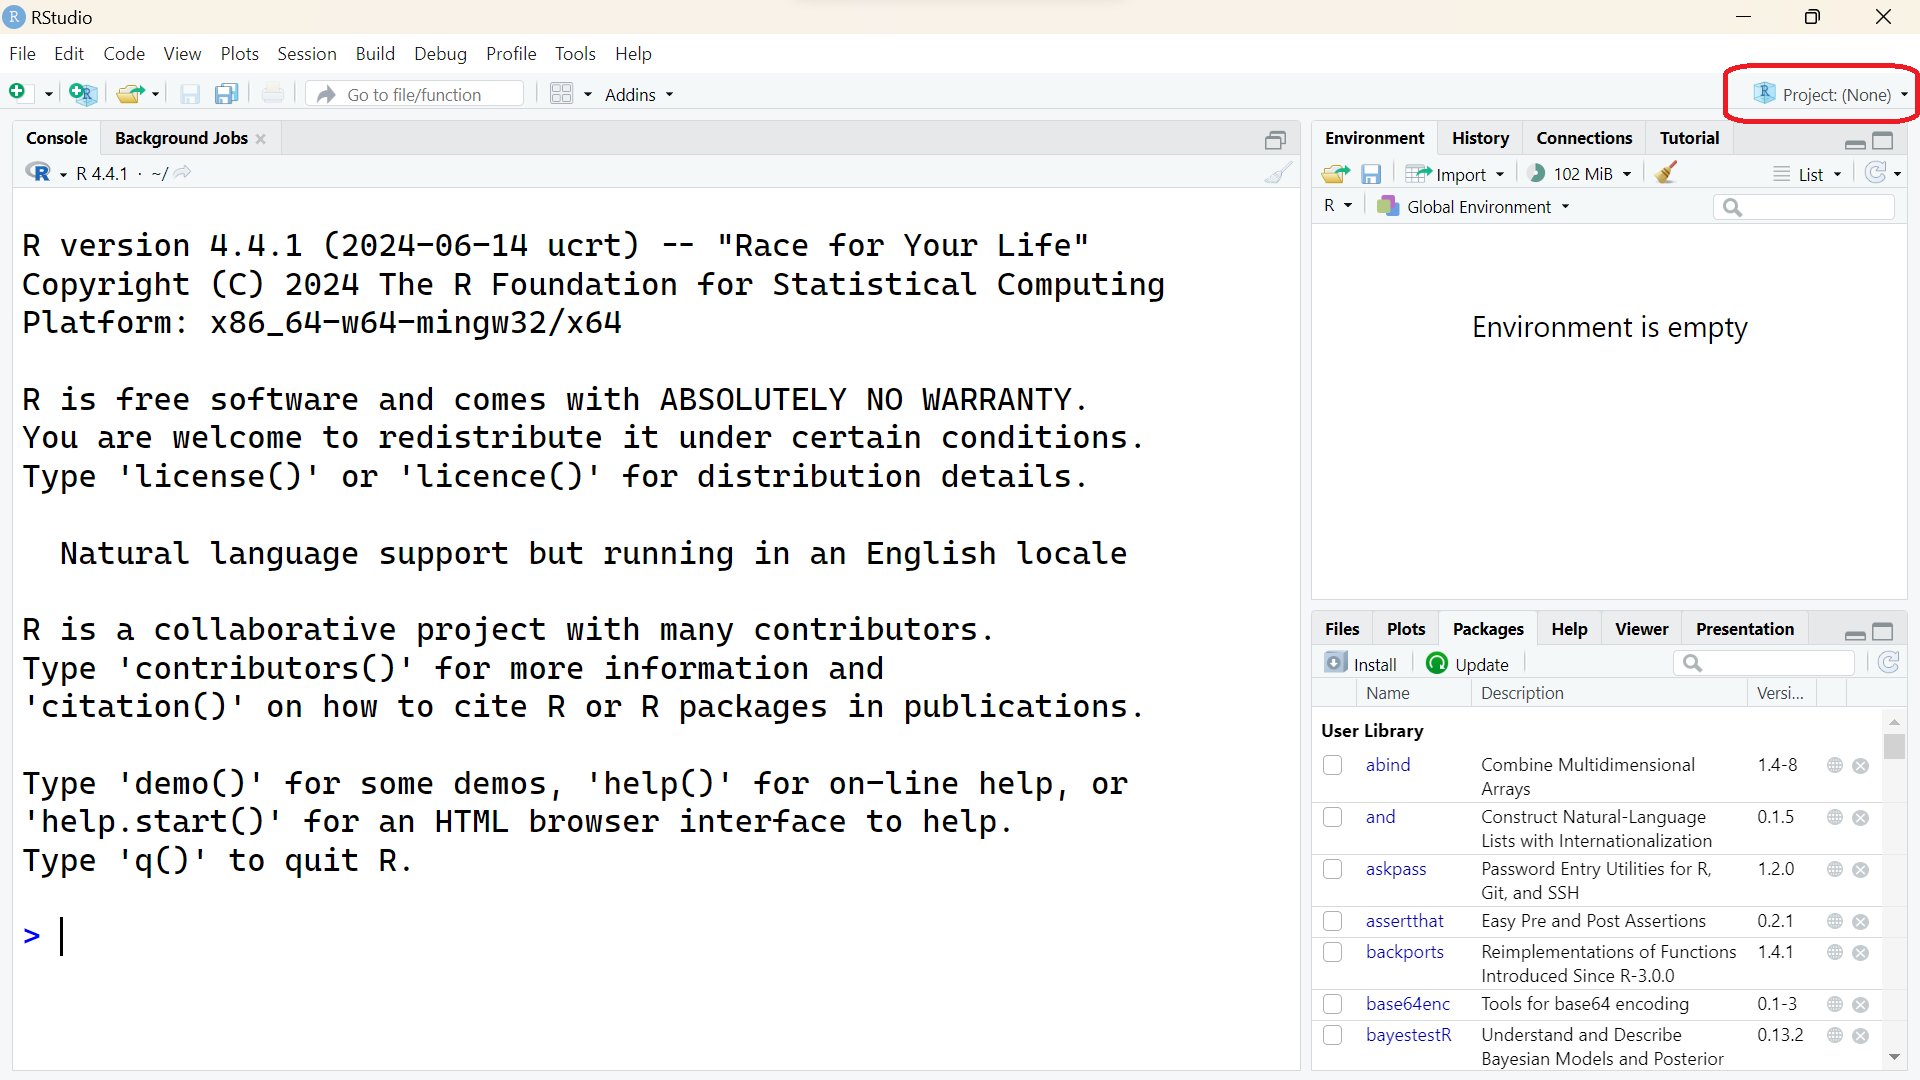 RStudio
File Edit Code View Plots Session Build Debug Profile Tools Help
Go to file/function Addins Project: (None)
Console Background Jobs
R 4.4.1 · ~/
R version 4.4.1 (2024-06-14 ucrt) -- "Race for Your Life"
Copyright (C) 2024 The R Foundation for Statistical Computing
Platform: x86_64-w64-mingw32/x64
R is free software and comes with ABSOLUTELY NO WARRANTY.
You are welcome to redistribute it under certain conditions.
Type 'license()' or 'licence()' for distribution details.
Natural language support but running in an English locale
R is a collaborative project with many contributors.
Type 'contributors()' for more information and
'citation()' on how to cite R or R packages in publications.
Type 'demo()' for some demos, 'help()' for on-line help, or
'help.start()' for an HTML browser interface to help.
Type 'q()' to quit R.
>
Environment History Connections Tutorial
Import 102 MiB List
R Global Environment
Environment is empty
Files Plots Packages Help Viewer Presentation
Install Update
Name Description Versi...
User Library
abind Combine Multidimensional 1.4-8
Arrays
and Construct Natural-Language 0.1.5
Lists with Internationalization
askpass Password Entry Utilities for R, 1.2.0
Git, and SSH
assertthat Easy Pre and Post Assertions 0.2.1
backports Reimplementations of Functions 1.4.1
Introduced Since R-3.0.0
base64enc Tools for base64 encoding 0.1-3
bayestestR Understand and Describe 0.13.2
Bayesian Models and Posterior